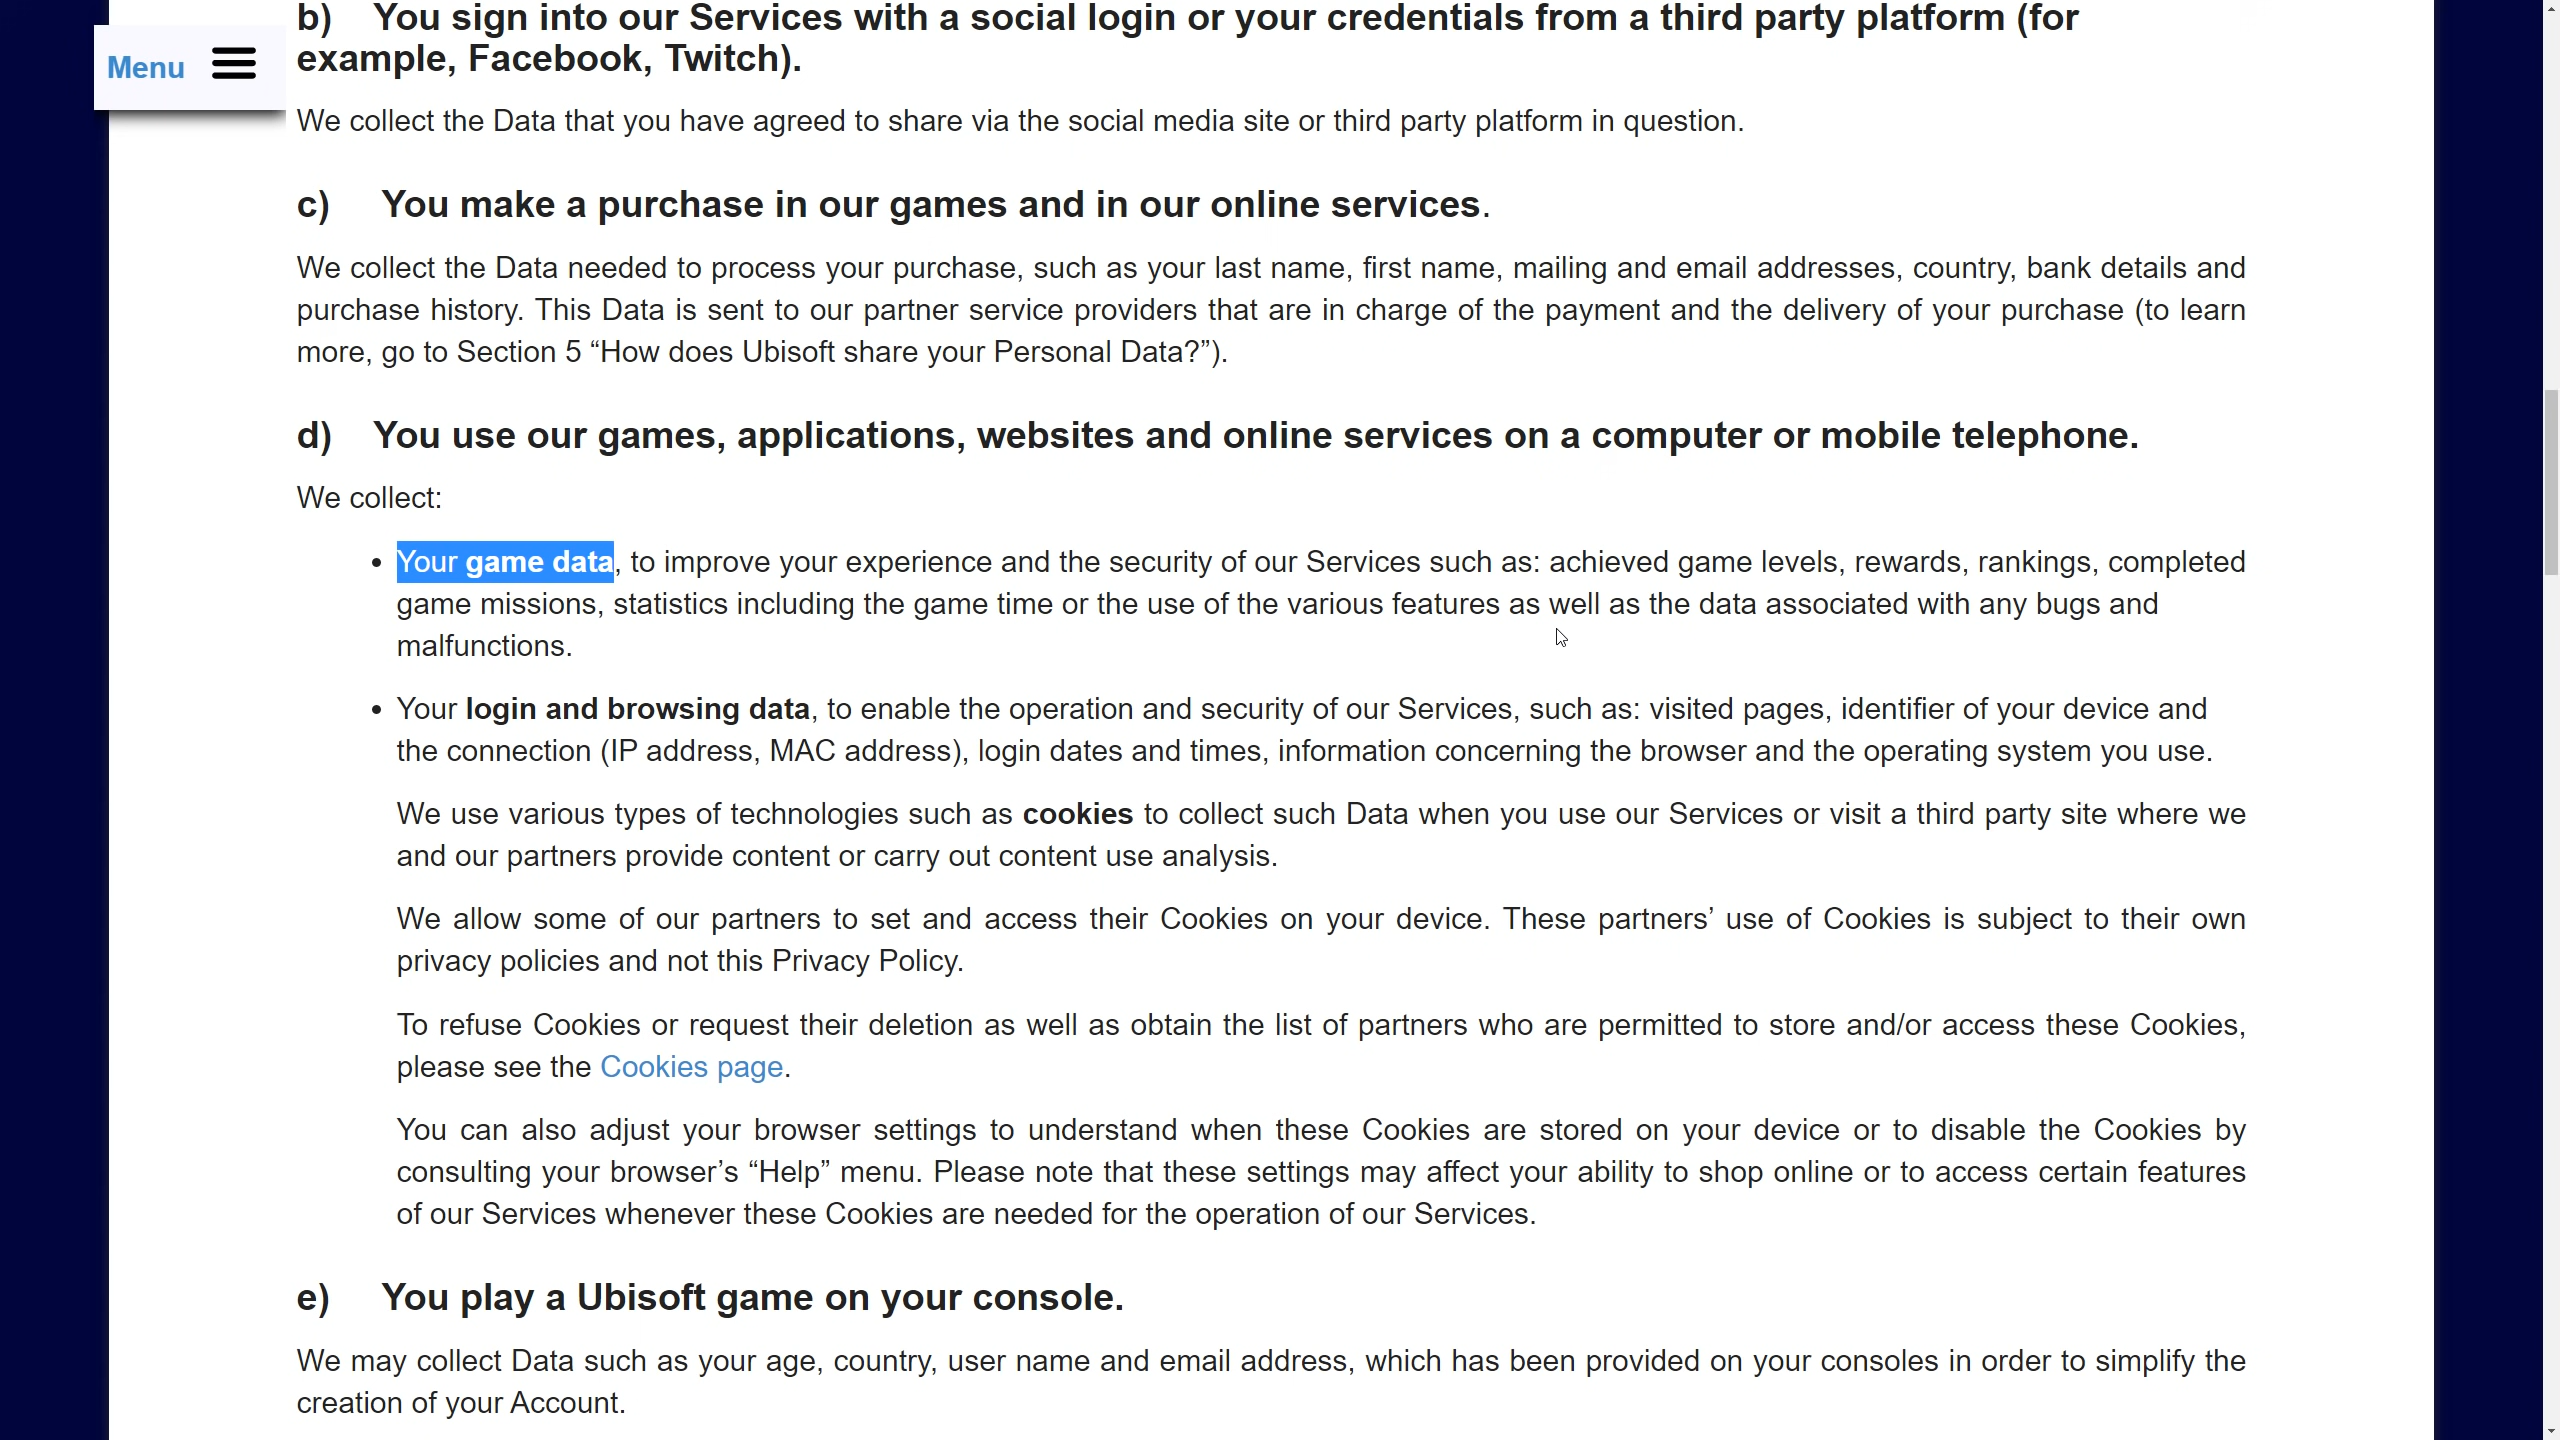 b) You sign into our Services with a social login or your credentials from a third party platform (for
example, Facebook, Twitch).
Menu
We collect the Data that you have agreed to share via the social media site or third party platform in question.
c) You make a purchase in our games and in our online services.
We collect the Data needed to process your purchase, such as your last name, first name, mailing and email addresses, country, bank details and
purchase history. This Data is sent to our partner service providers that are in charge of the payment and the delivery of your purchase (to learn
more, go to Section 5 “How does Ubisoft share your Personal Data?”).
d) You use our games, applications, websites and online services on a computer or mobile telephone.
We collect:
• Your game data, to improve your experience and the security of our Services such as: achieved game levels, rewards, rankings, completed
game missions, statistics including the game time or the use of the various features as well as the data associated with any bugs and
malfunctions.
• Your login and browsing data, to enable the operation and security of our Services, such as: visited pages, identifier of your device and
the connection (IP address, MAC address), login dates and times, information concerning the browser and the operating system you use.
We use various types of technologies such as cookies to collect such Data when you use our Services or visit a third party site where we
and our partners provide content or carry out content use analysis.
We allow some of our partners to set and access their Cookies on your device. These partners’ use of Cookies is subject to their own
privacy policies and not this Privacy Policy.
To refuse Cookies or request their deletion as well as obtain the list of partners who are permitted to store and/or access these Cookies,
please see the Cookies page.
You can also adjust your browser settings to understand when these Cookies are stored on your device or to disable the Cookies by
consulting your browser’s “Help” menu. Please note that these settings may affect your ability to shop online or to access certain features
of our Services whenever these Cookies are needed for the operation of our Services.
e) You play a Ubisoft game on your console.
We may collect Data such as your age, country, user name and email address, which has been provided on your consoles in order to simplify the
creation of your Account.